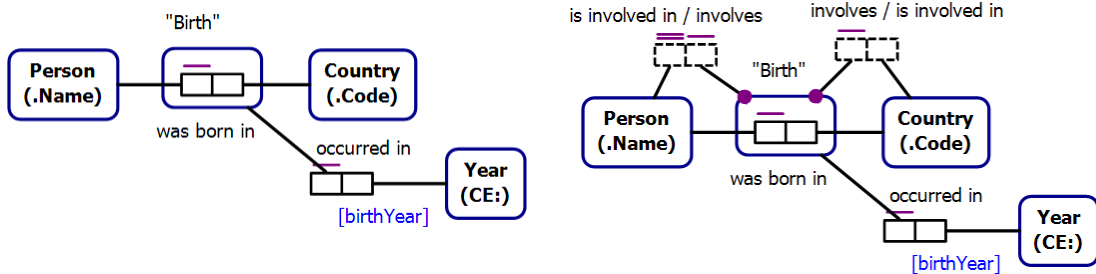 "Birth"
Person
(.Name)
Country
(.Code)
was born in
occurred in
Year
(CE:)
[birthYear]
is involved in / involves
involves / is involved in
"Birth"
Person
(.Name)
Country
(.Code)
was born in
occurred in
Year
(CE:)
[birthYear]